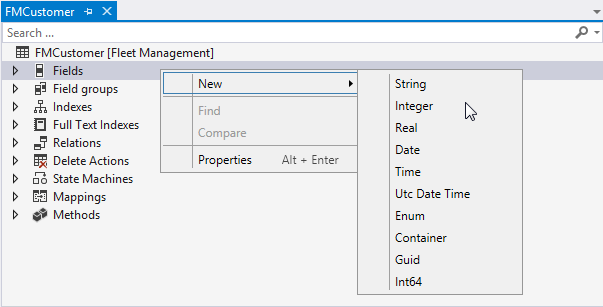 FMCustomer
Search ...
FMCustomer [Fleet Management]
Fields
Field groups
Indexes
Full Text Indexes
Relations
Delete Actions
State Machines
Mappings
Methods
New
Find
Compare
Properties Alt + Enter
String
Integer
Real
Date
Time
Utc Date Time
Enum
Container
Guid
Int64